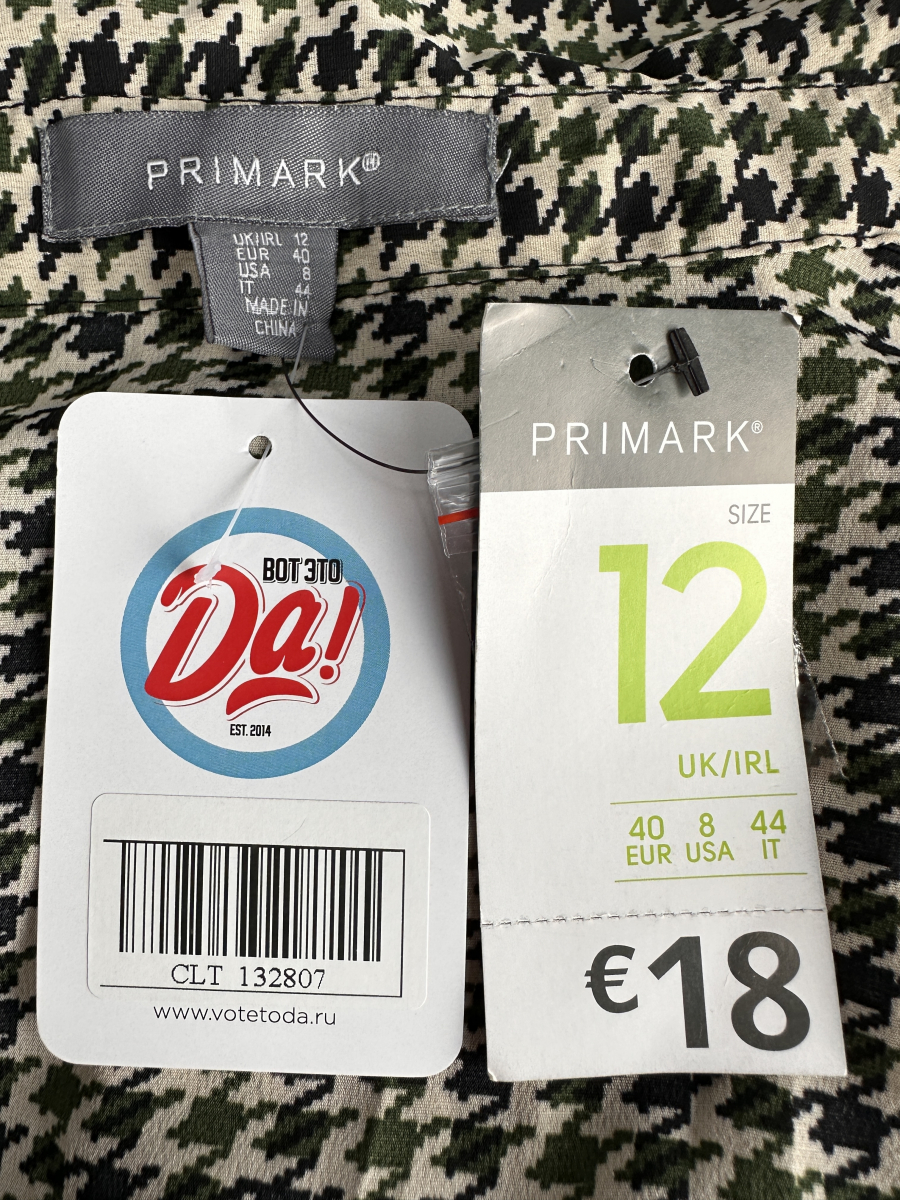 PRIMARK®
UK/IRL 12
EUR 40
USA 8
IT 44
MADE IN
CHINA
ВОТ ЭТО
Да!
EST. 2014
CLT 132807
www.votetoda.ru
PRIMARK®
SIZE
12
UK/IRL
40 8 44
EUR USA IT
€18